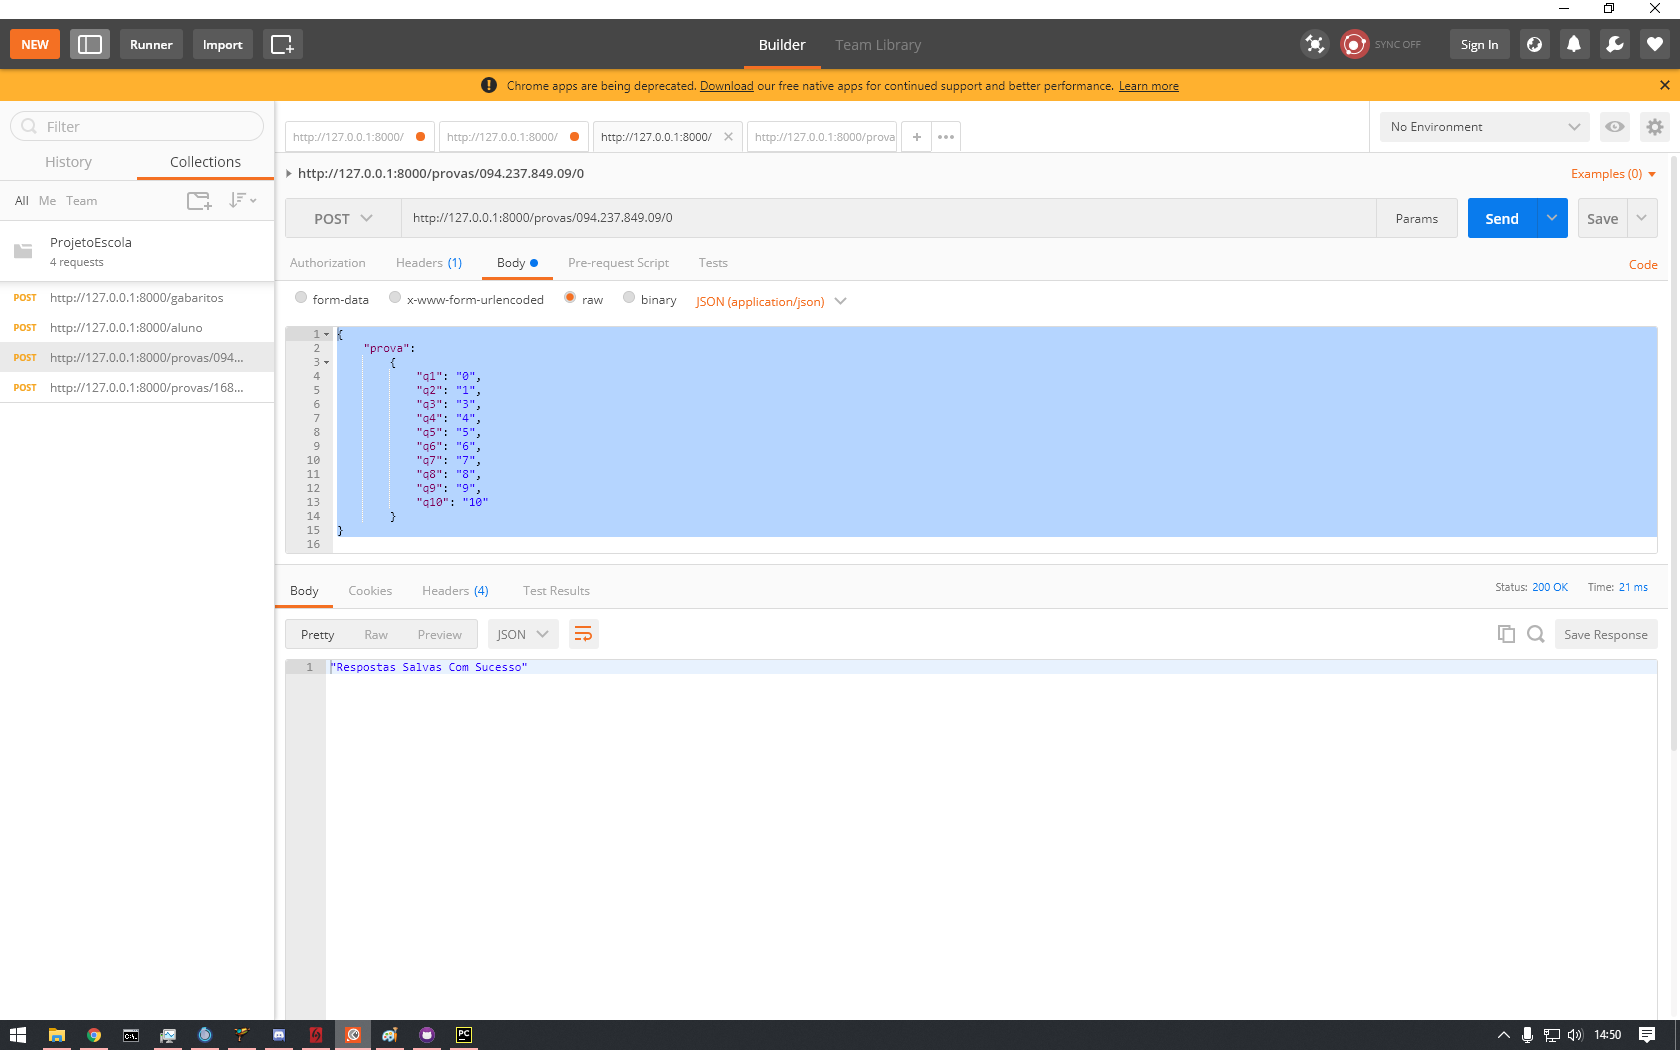 NEW Runner Import Builder Team Library SYNC OFF Sign In
Chrome apps are being deprecated. Download our free native apps for continued support and better performance. Learn more
Filter
History Collections
All Me Team
ProjetoEscola
4 requests
POST http://127.0.0.1:8000/gabaritos
POST http://127.0.0.1:8000/aluno
POST http://127.0.0.1:8000/provas/094...
POST http://127.0.0.1:8000/provas/168...
http://127.0.0.1:8000/ http://127.0.0.1:8000/ http://127.0.0.1:8000/ http://127.0.0.1:8000/prova
No Environment
http://127.0.0.1:8000/provas/094.237.849.09/0
Examples (0)
POST http://127.0.0.1:8000/provas/094.237.849.09/0 Params Send Save
Authorization Headers (1) Body Pre-request Script Tests Code
form-data x-www-form-urlencoded raw binary JSON (application/json)
1 {
2 "prova":
3 {
4 "q1": "0",
5 "q2": "1",
6 "q3": "3",
7 "q4": "4",
8 "q5": "5",
9 "q6": "6",
10 "q7": "7",
11 "q8": "8",
12 "q9": "9",
13 "q10": "10"
14 }
15 }
16
Body Cookies Headers (4) Test Results Status: 200 OK Time: 21 ms
Pretty Raw Preview JSON Save Response
1 "Respostas Salvas Com Sucesso"
C:\. PC 14:50